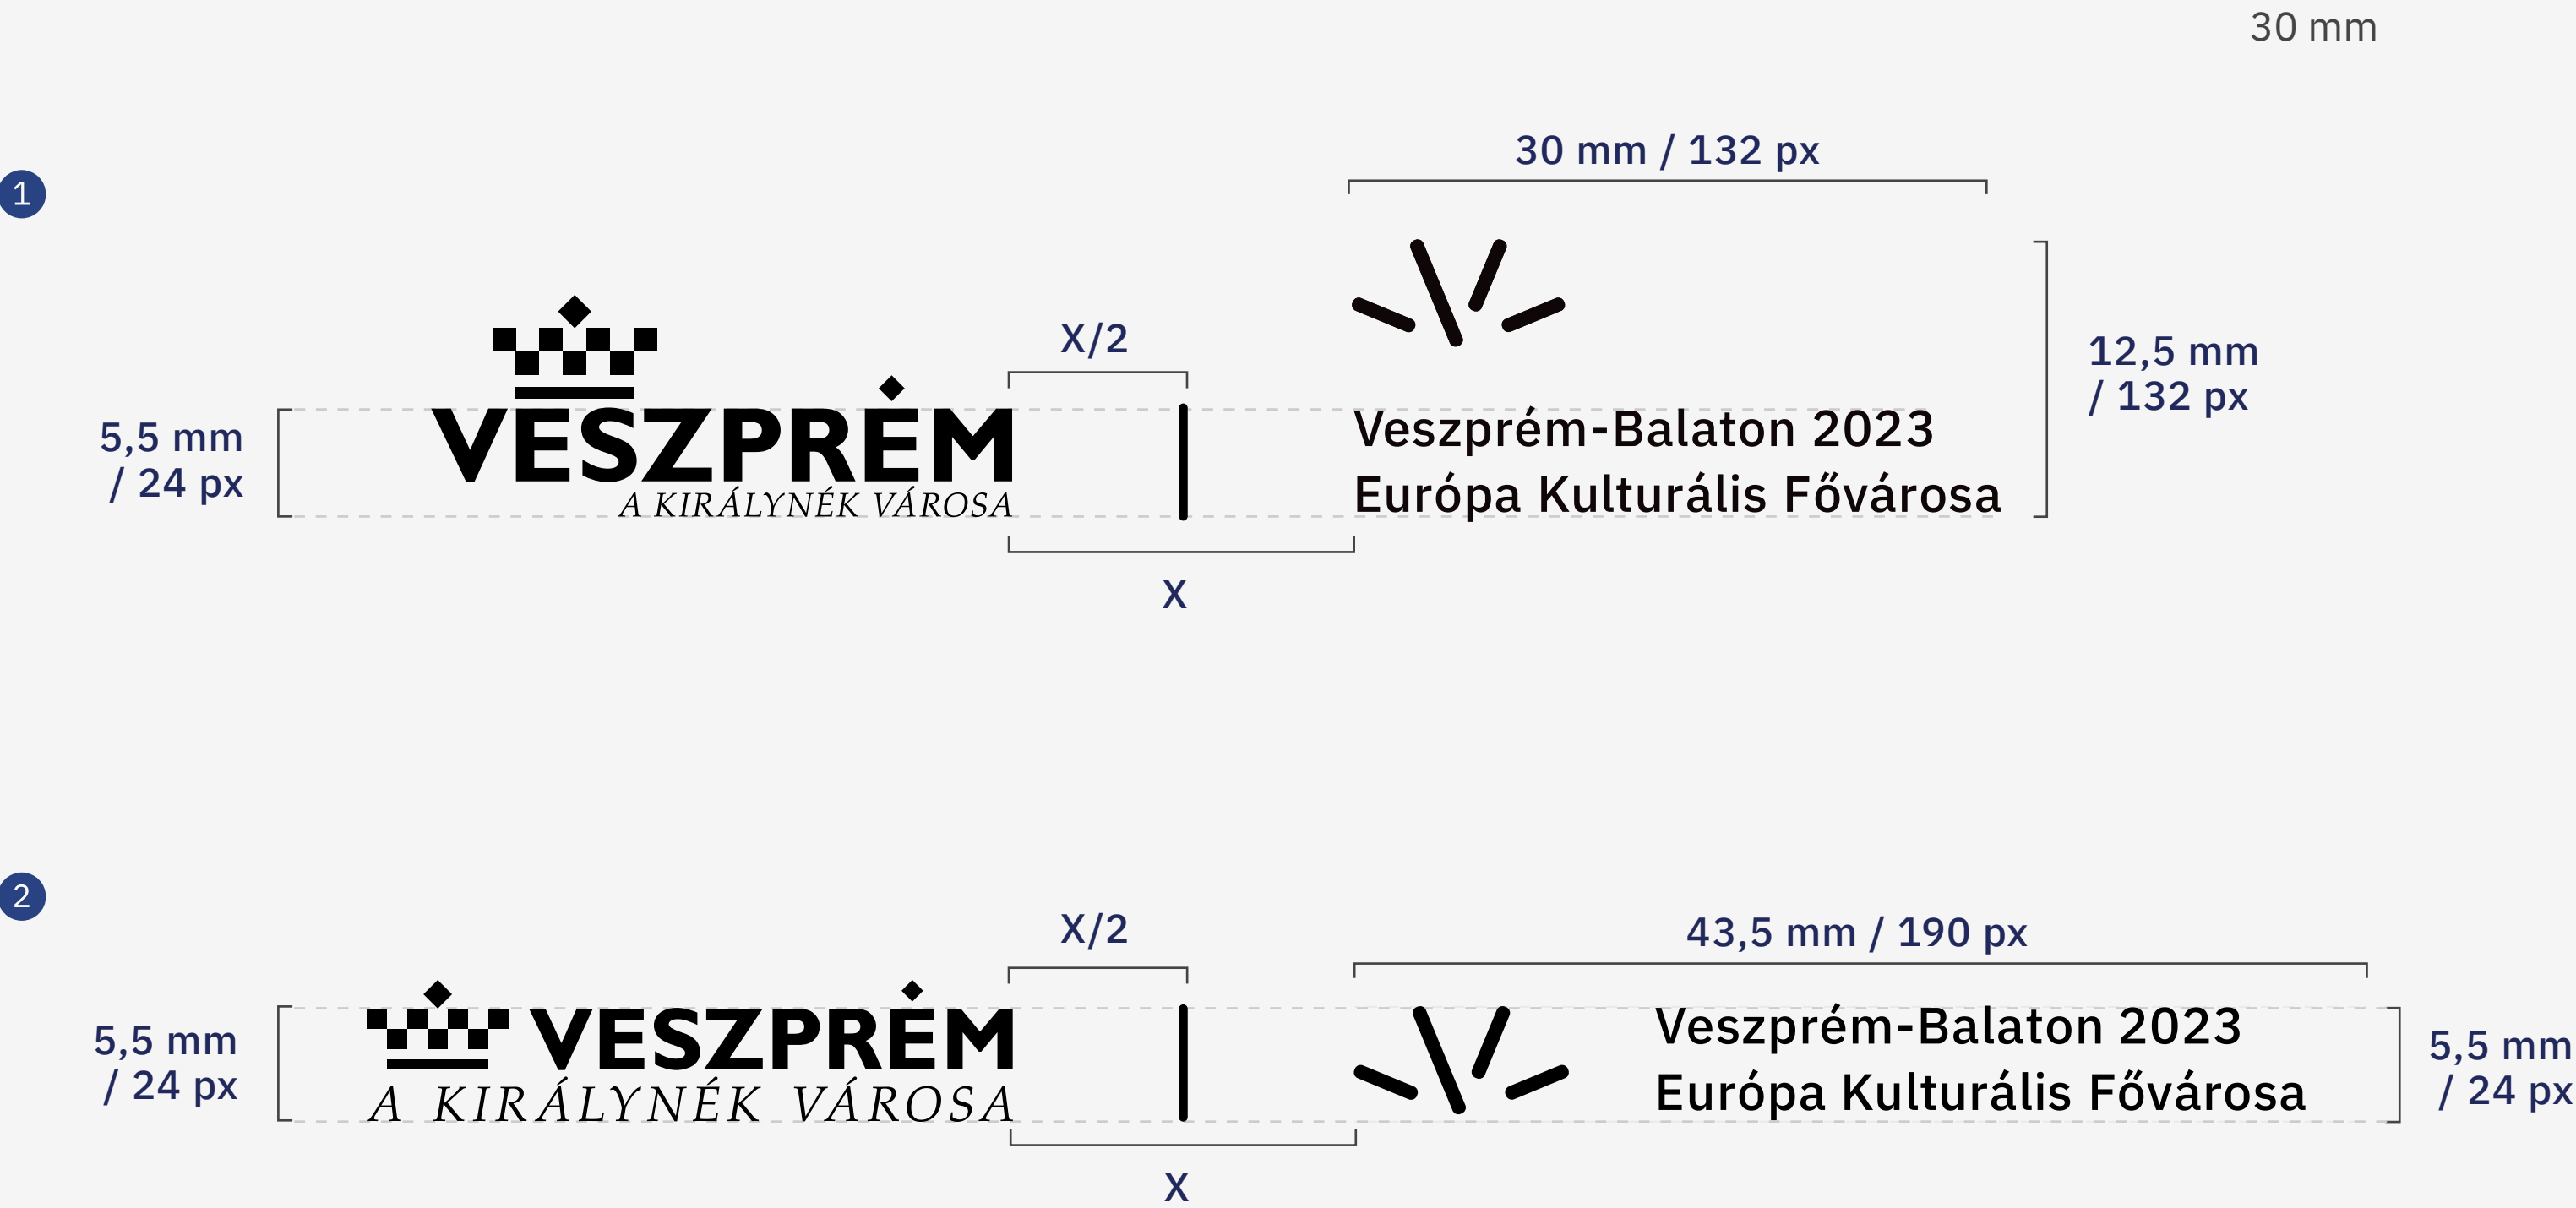 30 mm
1
30 mm / 132 px
X/2
12,5 mm
/ 132 px
5,5 mm
/ 24 px
VESZPRÉM
A KIRÁLYNÉK VÁROSA
Veszprém-Balaton 2023
Európa Kulturális Fővárosa
X
2
X/2
43,5 mm / 190 px
5,5 mm
/ 24 px
VESZPRÉM
A KIRÁLYNÉK VÁROSA
Veszprém-Balaton 2023
Európa Kulturális Fővárosa
5,5 mm
/ 24 px
X